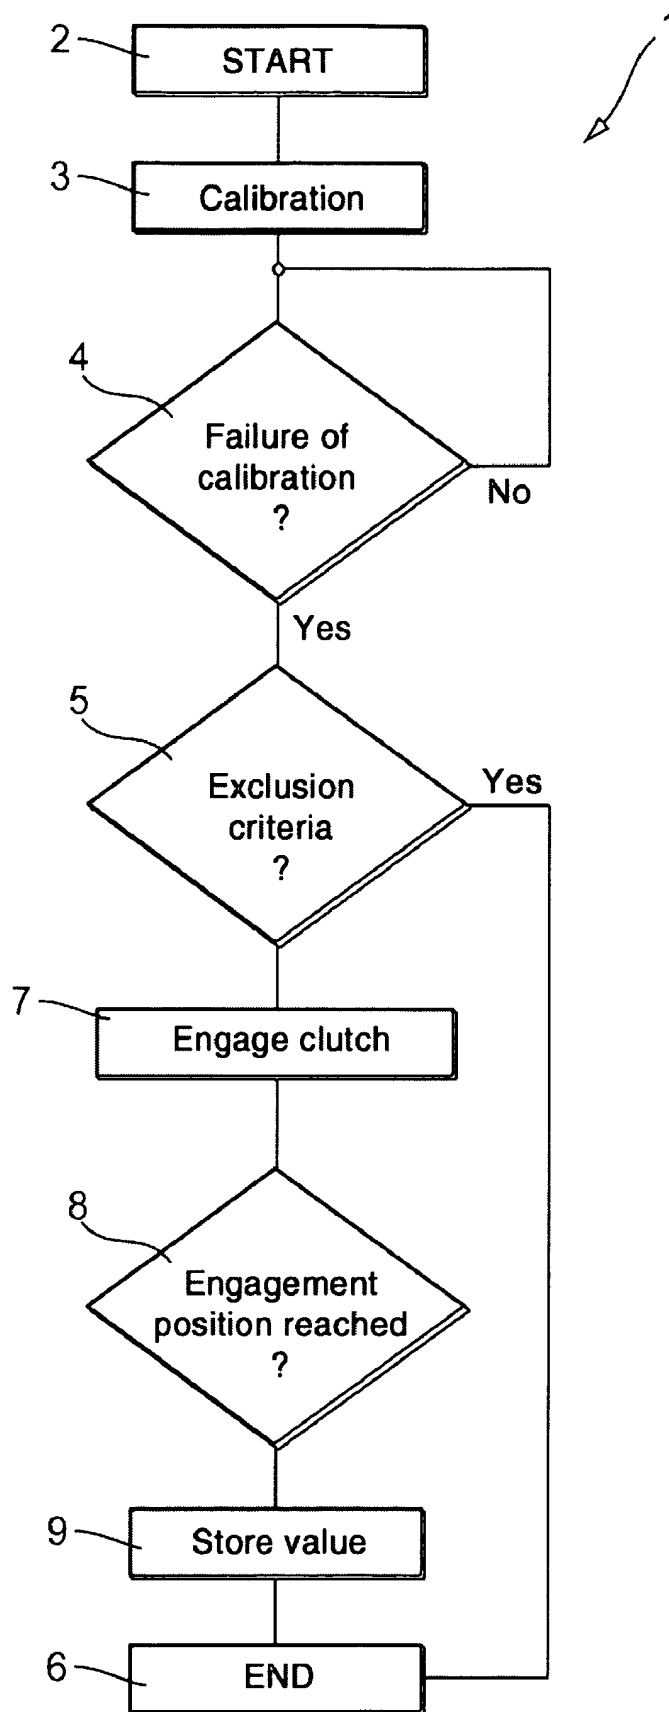 2
START
3
Calibration
4
Failure of
calibration
?
No
Yes
5
Exclusion
criteria
?
Yes
7
Engage clutch
8
Engagement
position reached
?
9
Store value
6
END